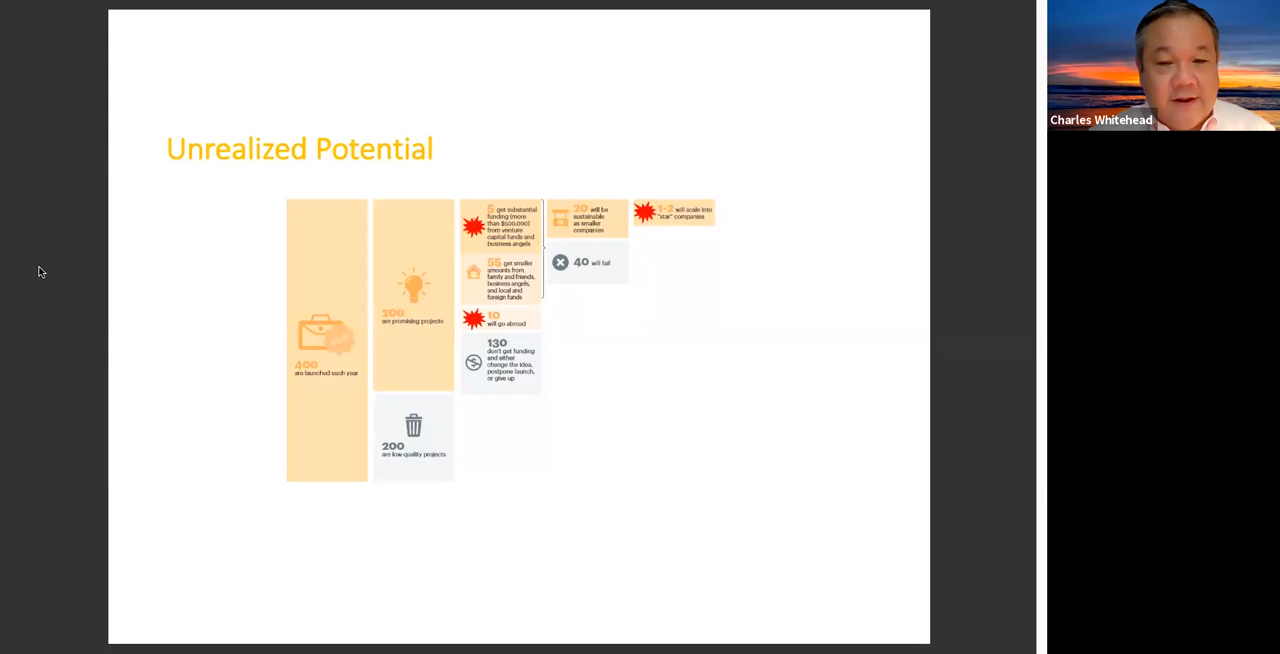 Unrealized Potential
400
are launched each year
200
are promising projects
200
are low-quality projects
5 get substantial
funding (more
than $500,000)
from venture
capital funds and
business angels
55 get smaller
amounts from
family and friends,
business angels,
and local and
foreign funds
10
will go abroad
130
don't get funding
and either
change the idea,
postpone launch,
or give up
20 will be
sustainable
as smaller
companies
40 will fail
1-2 will scale into
"star" companies
Charles Whitehead